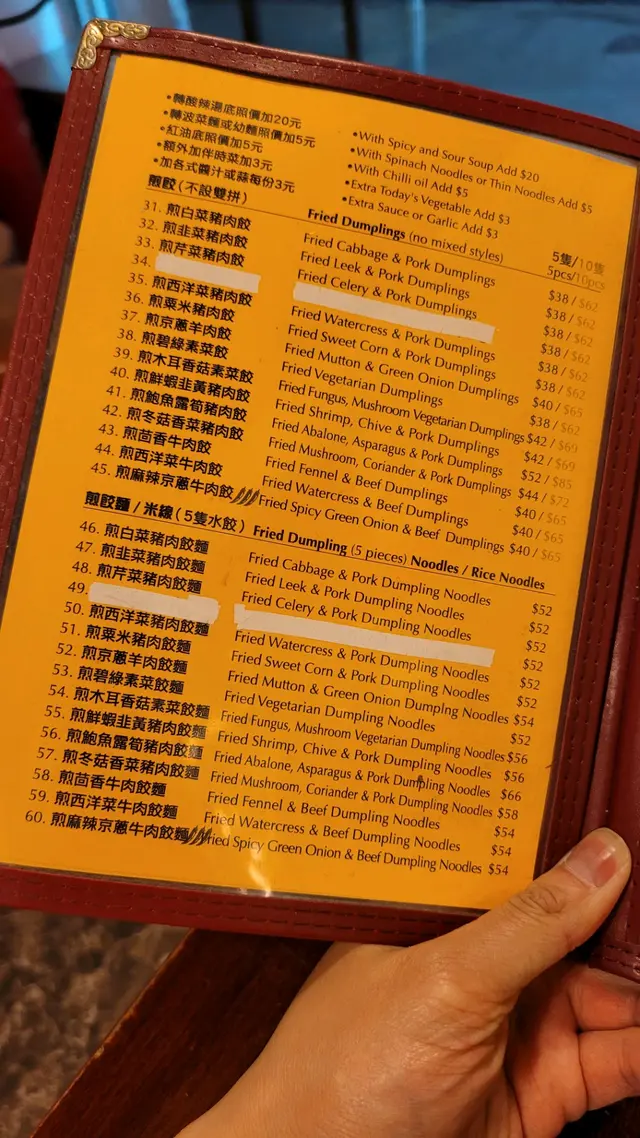 •轉酸辣湯底照價加20元
•轉波菜麵或幼麵照價加5元
•紅油底照價加5元
•額外加伴時菜加3元
•加各式醬汁或蒜每份3元
•With Spicy and Sour Soup Add $20
•With Spinach Noodles or Thin Noodles Add $5
•With Chilli oil Add $5
•Extra Today's Vegetable Add $3
•Extra Sauce or Garlic Add $3
煎餃(不設雙拼) Fried Dumplings (no mixed styles) 5隻/10隻
5pcs/10pcs
31. 煎白菜豬肉餃 Fried Cabbage & Pork Dumplings $38 / $62
32. 煎韭菜豬肉餃 Fried Leek & Pork Dumplings $38 / $62
33. 煎芹菜豬肉餃 Fried Celery & Pork Dumplings $38 / $62
34.
35. 煎西洋菜豬肉餃 Fried Watercress & Pork Dumplings $38 / $62
36. 煎粟米豬肉餃 Fried Sweet Corn & Pork Dumplings $38 / $62
37. 煎京蔥羊肉餃 Fried Mutton & Green Onion Dumplings $40 / $65
38. 煎碧綠素菜餃 Fried Vegetarian Dumplings $38 / $62
39. 煎木耳香菇素菜餃 Fried Fungus, Mushroom Vegetarian Dumplings $42 / $69
40. 煎鮮蝦韭黃豬肉餃 Fried Shrimp, Chive & Pork Dumplings $42 / $69
41. 煎鮑魚露筍豬肉餃 Fried Abalone, Asparagus & Pork Dumplings $52 / $85
42. 煎冬菇香菜豬肉餃 Fried Mushroom, Coriander & Pork Dumplings $44 / $72
43. 煎茴香牛肉餃 Fried Fennel & Beef Dumplings $40 / $65
44. 煎西洋菜牛肉餃 Fried Watercress & Beef Dumplings $40 / $65
45. 煎麻辣京蔥牛肉餃 Fried Spicy Green Onion & Beef Dumplings $40 / $65
煎餃麵 / 米線(5隻水餃) Fried Dumpling (5 pieces) Noodles / Rice Noodles
46. 煎白菜豬肉餃麵 Fried Cabbage & Pork Dumpling Noodles $52
47. 煎韭菜豬肉餃麵 Fried Leek & Pork Dumpling Noodles $52
48. 煎芹菜豬肉餃麵 Fried Celery & Pork Dumpling Noodles $52
49.
50. 煎西洋菜豬肉餃麵 Fried Watercress & Pork Dumpling Noodles $52
51. 煎粟米豬肉餃麵 Fried Sweet Corn & Pork Dumpling Noodles $52
52. 煎京蔥羊肉餃麵 Fried Mutton & Green Onion Dumplng Noodles $54
53. 煎碧綠素菜餃麵 Fried Vegetarian Dumpling Noodles $52
54. 煎木耳香菇素菜餃麵 Fried Fungus, Mushroom Vegetarian Dumpling Noodles $56
55. 煎鮮蝦韭黃豬肉餃麵 Fried Shrimp, Chive & Pork Dumpling Noodles $56
56. 煎鮑魚露筍豬肉餃麵 Fried Abalone, Asparagus & Pork Dumpling Noodles $66
57. 煎冬菇香菜豬肉餃麵 Fried Mushroom, Coriander & Pork Dumpling Noodles $58
58. 煎茴香牛肉餃麵 Fried Fennel & Beef Dumpling Noodles $54
59. 煎西洋菜牛肉餃麵 Fried Watercress & Beef Dumpling Noodles $54
60. 煎麻辣京蔥牛肉餃麵 Fried Spicy Green Onion & Beef Dumpling Noodles $54